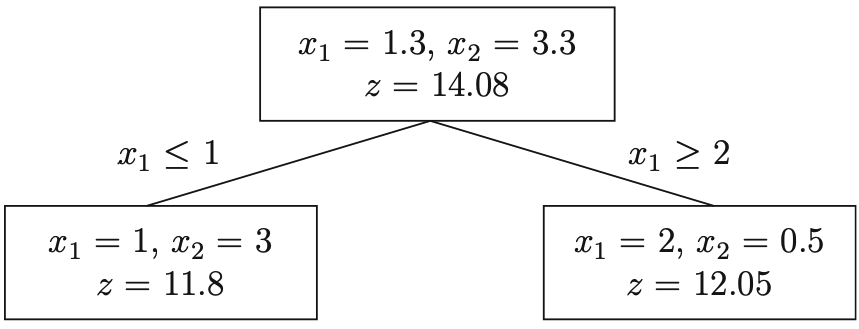 x₁ = 1.3, x₂ = 3.3
z = 14.08
x₁ ≤ 1
x₁ ≥ 2
x₁ = 1, x₂ = 3
z = 11.8
x₁ = 2, x₂ = 0.5
z = 12.05